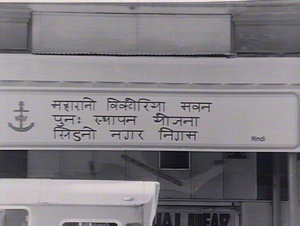 महारानी विक्टोरिया भवन
पुनः स्थापन योजना
सिडनी नगर निगम
Hindi